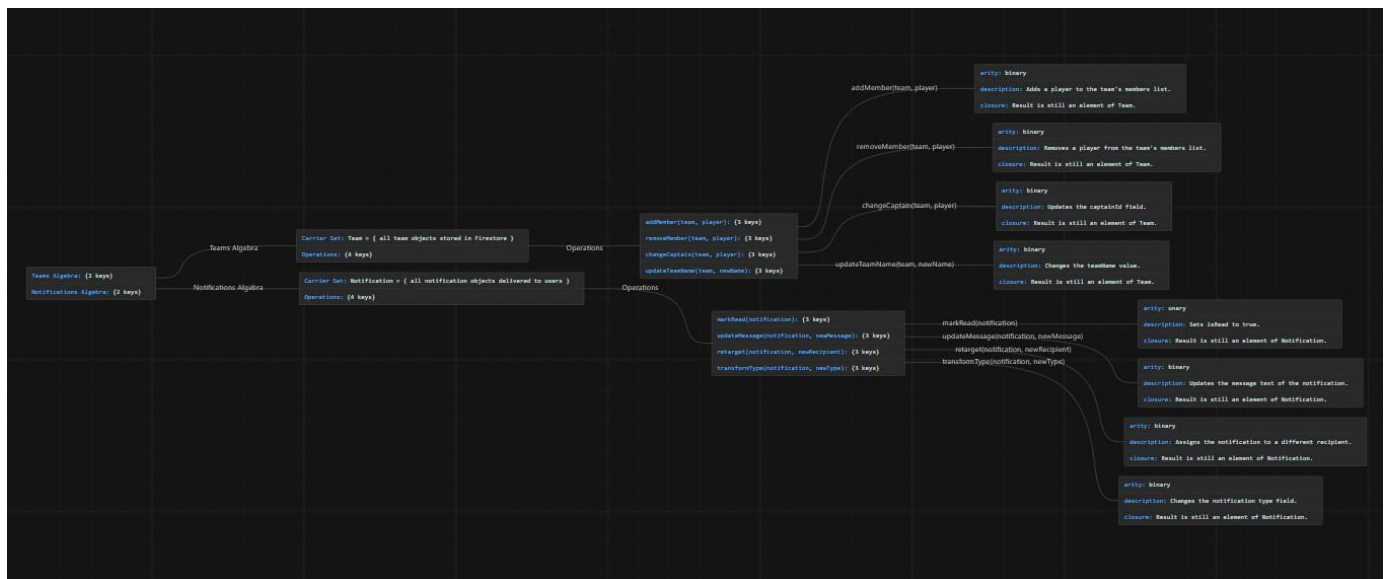 Teams Algebra: {2 keys}
Notifications Algebra: {2 keys}
Teams Algebra
Notifications Algebra
Carrier Set: Team = { all team objects stored in Firestore }
Operations: {4 keys}
Carrier Set: Notification = { all notification objects delivered to users }
Operations: {4 keys}
Operations
Operations
addMember(team, player): {3 keys}
removeMember(team, player): {3 keys}
changeCaptain(team, player): {3 keys}
updateTeamName(team, newName): {3 keys}
addMember(team, player)
arity: binary
description: Adds a player to the team's members list.
closure: Result is still an element of Team.
removeMember(team, player)
arity: binary
description: Removes a player from the team's members list.
closure: Result is still an element of Team.
changeCaptain(team, player)
arity: binary
description: Updates the captainId field.
closure: Result is still an element of Team.
updateTeamName(team, newName)
arity: binary
description: Changes the teamName value.
closure: Result is still an element of Team.
markRead(notification): {3 keys}
updateMessage(notification, newMessage): {3 keys}
retarget(notification, newRecipient): {3 keys}
transformType(notification, newType): {3 keys}
markRead(notification)
updateMessage(notification, newMessage)
retarget(notification, newRecipient)
transformType(notification, newType)
arity: unary
description: Sets isRead to true.
closure: Result is still an element of Notification.
arity: binary
description: Updates the message text of the notification.
closure: Result is still an element of Notification.
arity: binary
description: Assigns the notification to a different recipient.
closure: Result is still an element of Notification.
arity: binary
description: Changes the notification type field.
closure: Result is still an element of Notification.